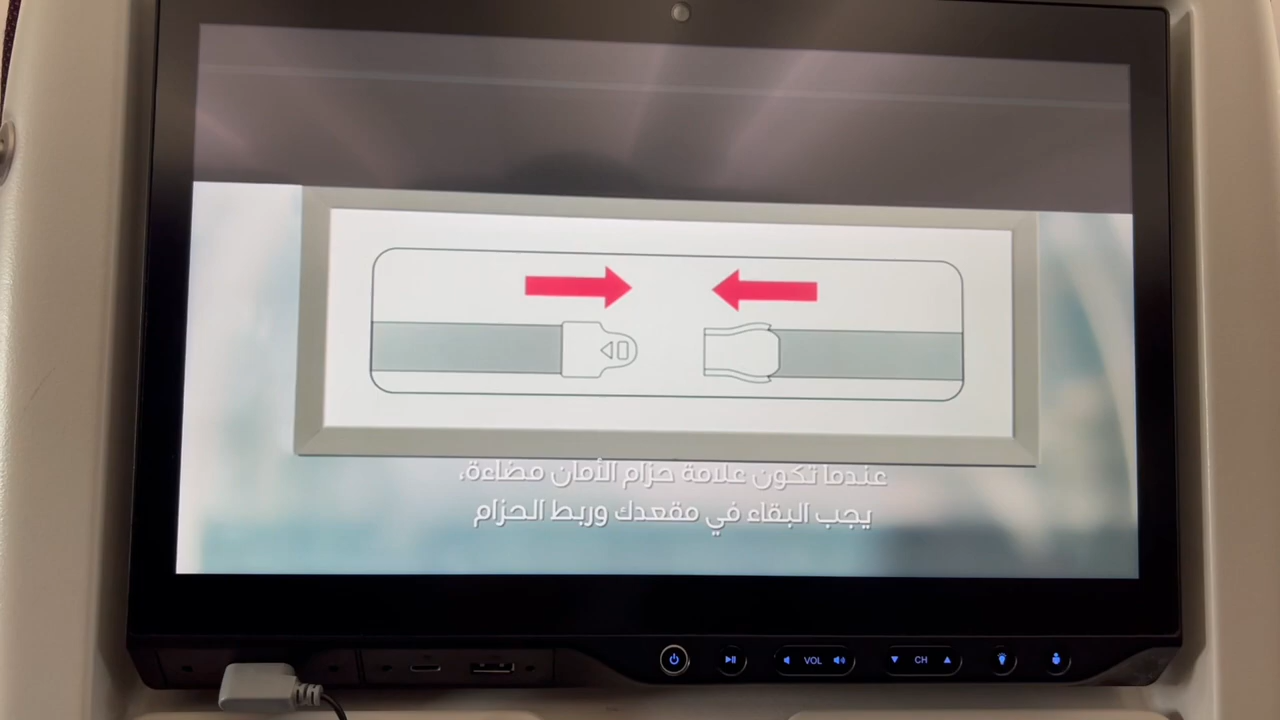 عندما تكون علامة حزام الأمان مضاءة،
يجب البقاء في مقعدك وربط الحزام
VOL
CH